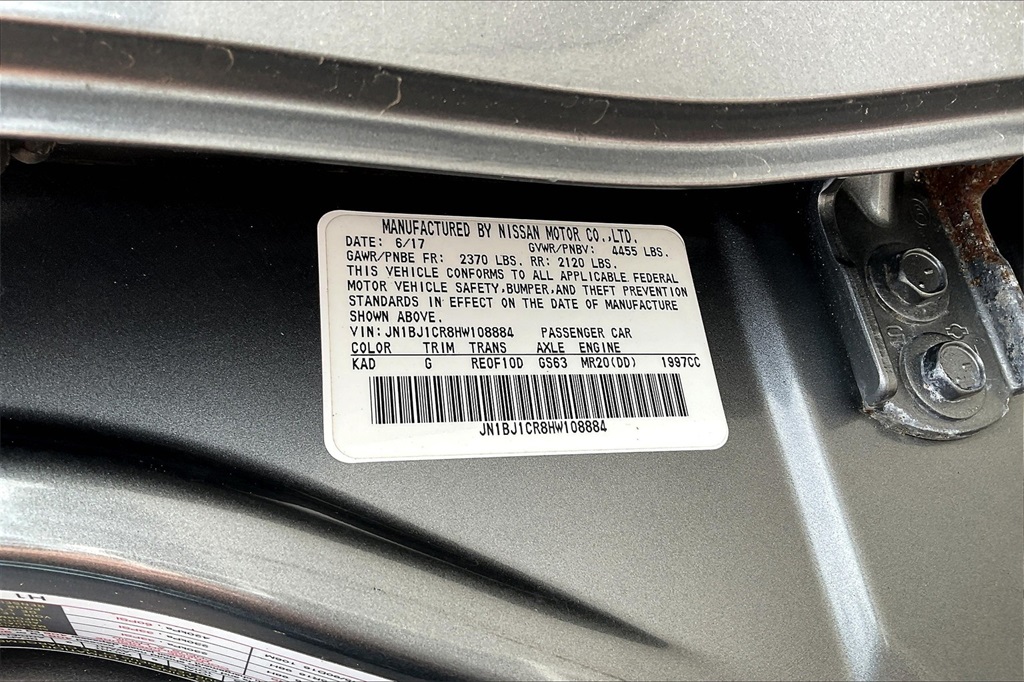 MANUFACTURED BY NISSAN MOTOR CO.,LTD.
DATE: 6/17 GVWR/PNBV: 4455 LBS.
GAWR/PNBE FR: 2370 LBS. RR: 2120 LBS.
THIS VEHICLE CONFORMS TO ALL APPLICABLE FEDERAL
MOTOR VEHICLE SAFETY,BUMPER,AND THEFT PREVENTION
STANDARDS IN EFFECT ON THE DATE OF MANUFACTURE
SHOWN ABOVE.
VIN: JN1BJ1CR8HW108884 PASSENGER CAR
COLOR TRIM TRANS AXLE ENGINE
KAD G RE0F10D GS63 MR20(DD) 1997CC
JN1BJ1CR8HW108884